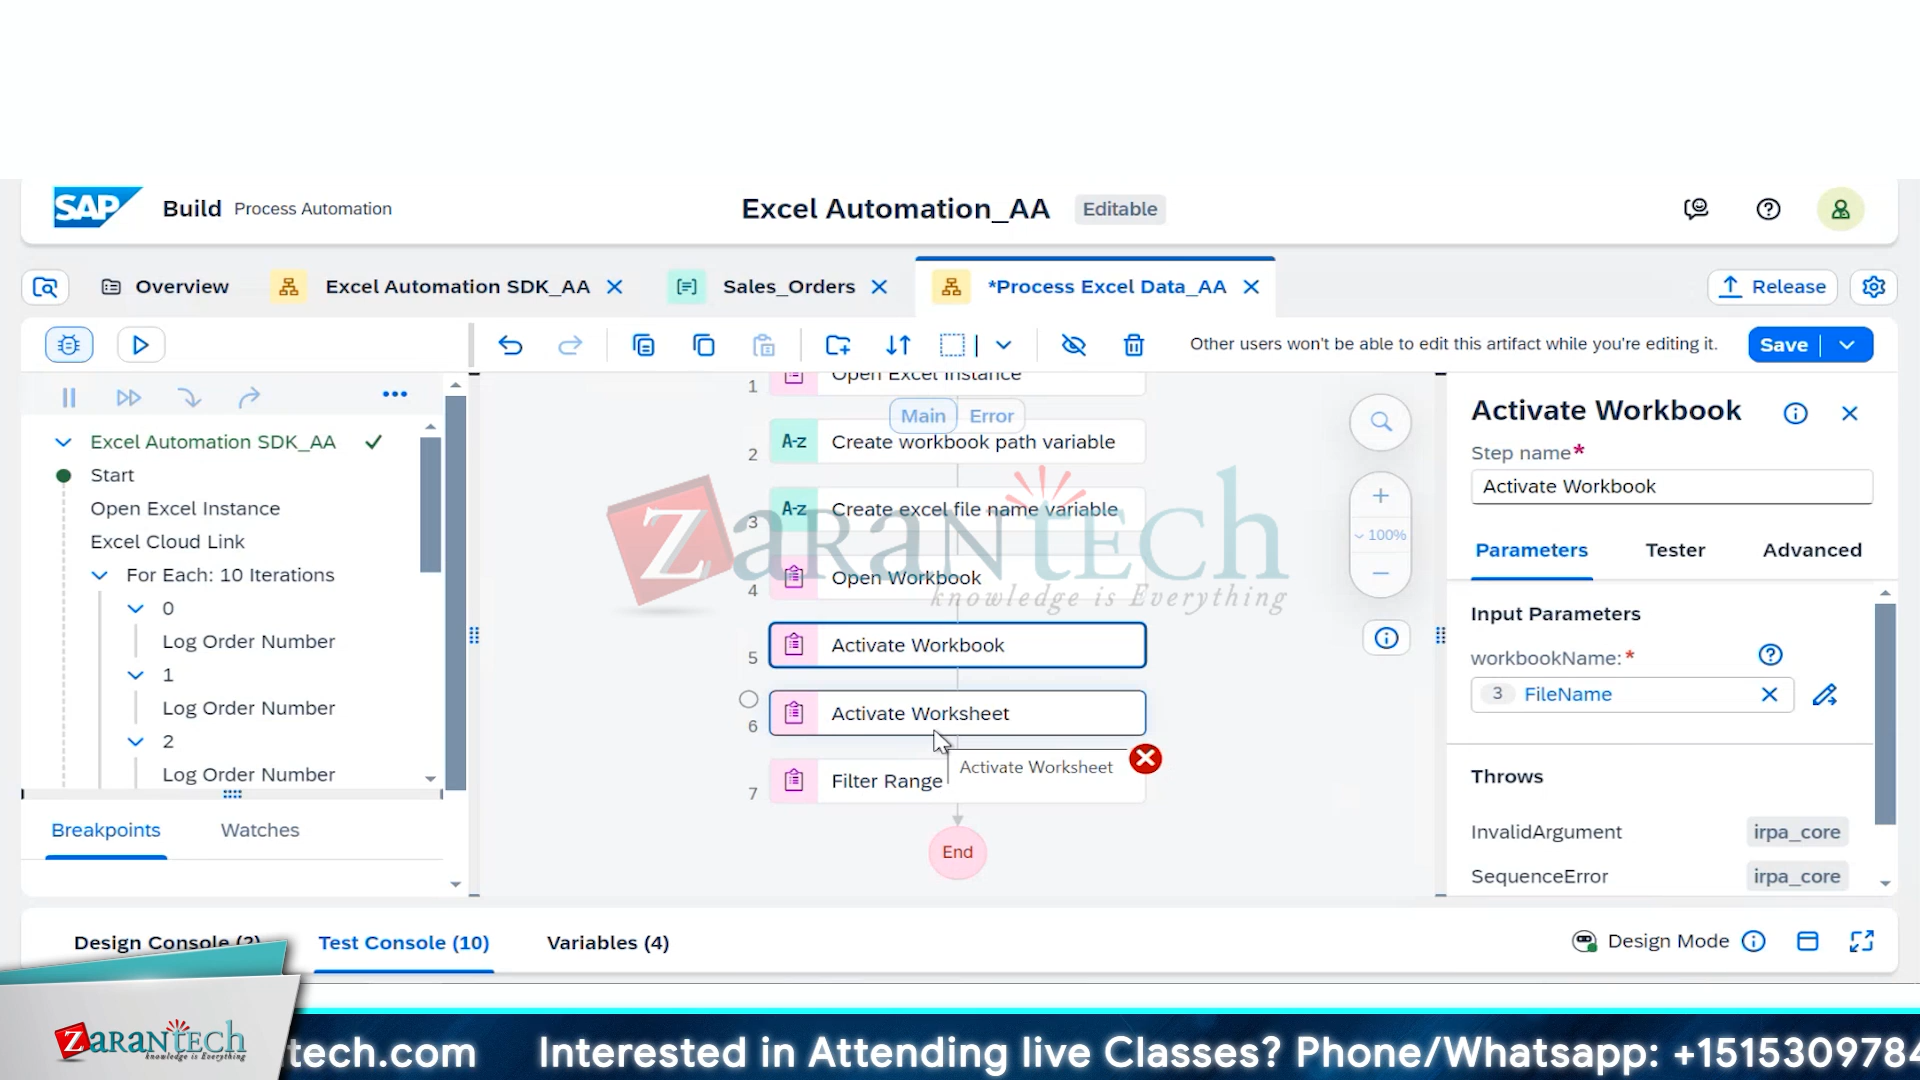 SAP Build Process Automation
Excel Automation_AA Editable
Overview
Excel Automation SDK_AA
Sales_Orders
*Process Excel Data_AA
Release
Other users won't be able to edit this artifact while you're editing it.
Save
Excel Automation SDK_AA
Start
Open Excel Instance
Excel Cloud Link
For Each: 10 Iterations
0
Log Order Number
1
Log Order Number
2
Log Order Number
Breakpoints
Watches
1 Open Excel Instance
Main Error
2 A-z Create workbook path variable
3 A-z Create excel file name variable
4 Open Workbook
5 Activate Workbook
6 Activate Worksheet
Activate Worksheet
7 Filter Range
End
ZaranTech
knowledge is Everything
100%
Activate Workbook
Step name*
Activate Workbook
Parameters Tester Advanced
Input Parameters
workbookName:*
3 FileName
Throws
InvalidArgument irpa_core
SequenceError irpa_core
Design Console (2)
Test Console (10)
Variables (4)
Design Mode
ZaranTech
knowledge is Everything
tech.com Interested in Attending live Classes? Phone/Whatsapp: +1515309784